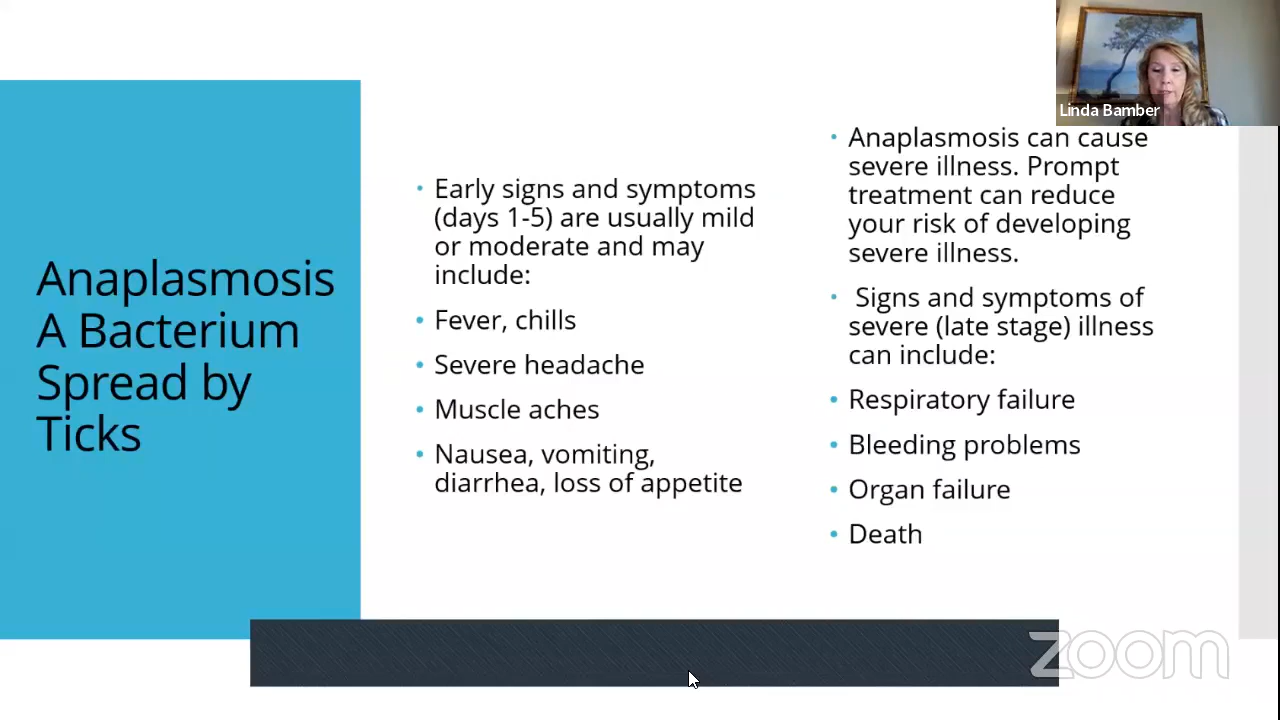 Linda Bamber
Anaplasmosis
A Bacterium
Spread by
Ticks
• Early signs and symptoms
(days 1-5) are usually mild
or moderate and may
include:
• Fever, chills
• Severe headache
• Muscle aches
• Nausea, vomiting,
diarrhea, loss of appetite
• Anaplasmosis can cause
severe illness. Prompt
treatment can reduce
your risk of developing
severe illness.
• Signs and symptoms of
severe (late stage) illness
can include:
• Respiratory failure
• Bleeding problems
• Organ failure
• Death
zoom